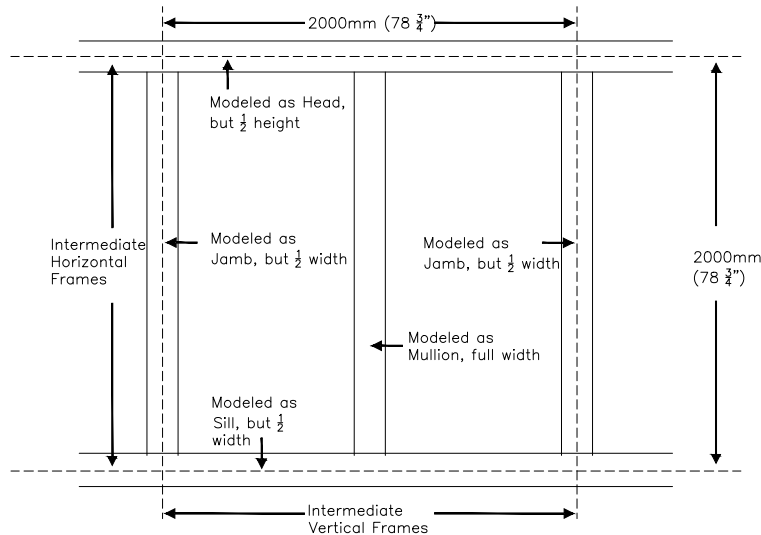 2000mm (78 3/4")
Modeled as Head,
but 1/2 height
Intermediate
Horizontal
Frames
Modeled as
Jamb, but 1/2 width
Modeled as
Jamb, but 1/2 width
2000mm
(78 3/4")
Modeled as
Mullion, full width
Modeled as
Sill, but 1/2
width
Intermediate
Vertical Frames